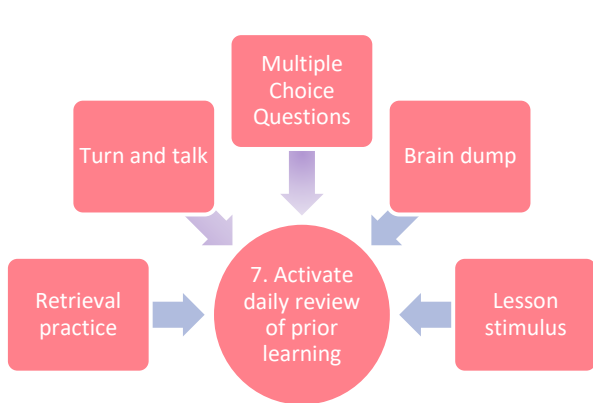 Multiple
Choice
Questions
Turn and talk
Brain dump
Retrieval
practice
7. Activate
daily review
of prior
learning
Lesson
stimulus